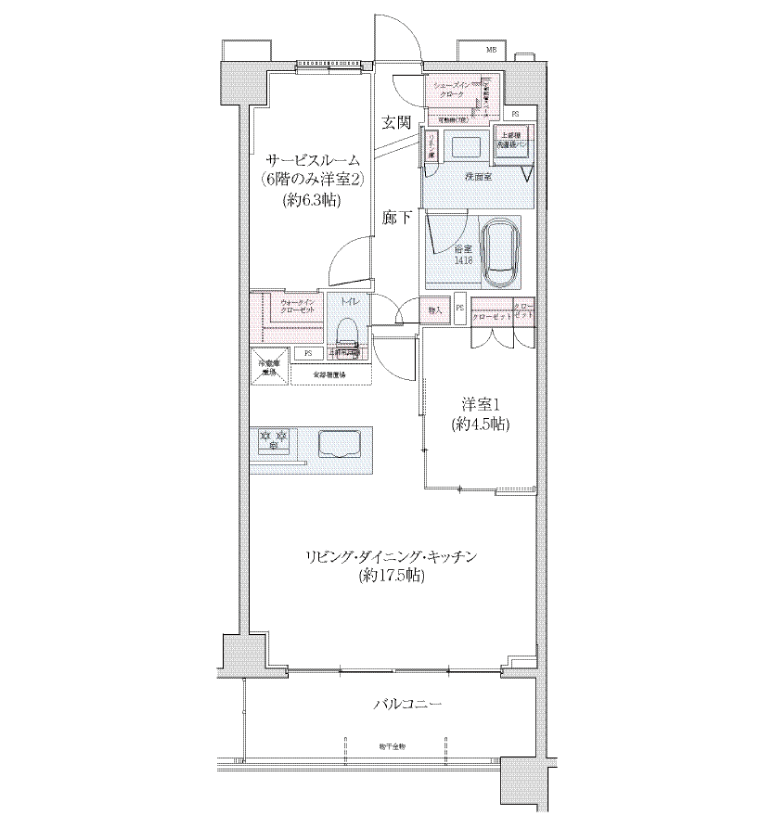 MB
シューズイン
クローク
可動棚(7段)
PS
玄関
リネン庫
上部棚
洗濯機パン
サービスルーム
(6階のみ洋室2)
(約6.3帖)
洗面室
廊下
浴室
1418
ウォークイン
クローゼット
トイレ
物入
PS
クローゼット
クロー
ゼット
PS
冷蔵庫
置場
食器棚置場
洋室1
(約4.5帖)
リビング・ダイニング・キッチン
(約17.5帖)
バルコニー
物干金物